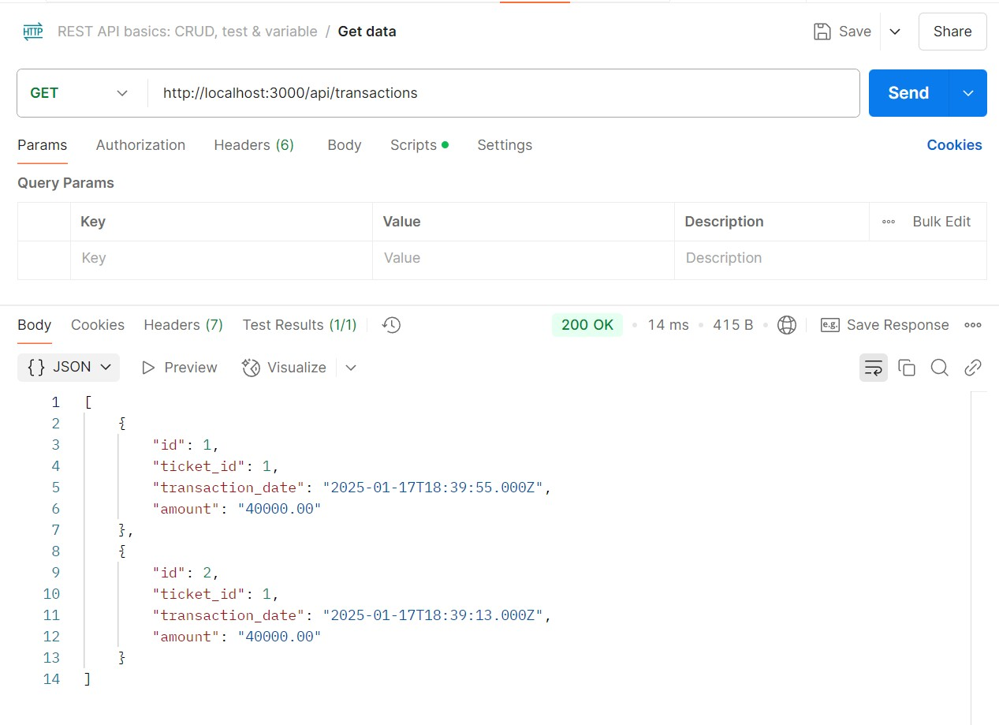 HTTP REST API basics: CRUD, test & variable / Get data Save Share
GET http://localhost:3000/api/transactions Send
Params Authorization Headers (6) Body Scripts Settings Cookies
Query Params
Key Value Description Bulk Edit
Key Value Description
Body Cookies Headers (7) Test Results (1/1) 200 OK 14 ms 415 B e.g. Save Response
{} JSON Preview Visualize
1 [
2 {
3 "id": 1,
4 "ticket_id": 1,
5 "transaction_date": "2025-01-17T18:39:55.000Z",
6 "amount": "40000.00"
7 },
8 {
9 "id": 2,
10 "ticket_id": 1,
11 "transaction_date": "2025-01-17T18:39:13.000Z",
12 "amount": "40000.00"
13 }
14 ]